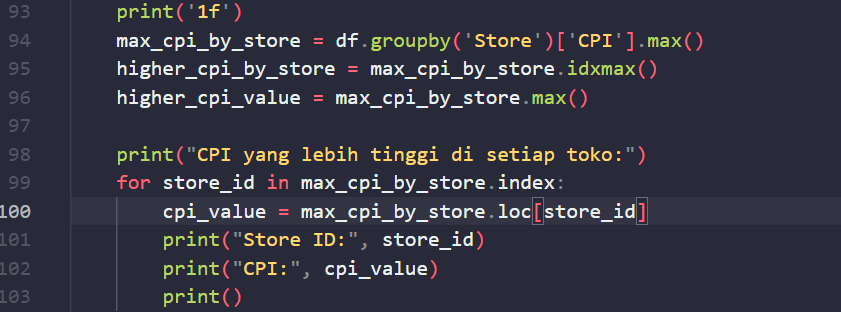 93 print('1f')
94 max_cpi_by_store = df.groupby('Store')['CPI'].max()
95 higher_cpi_by_store = max_cpi_by_store.idxmax()
96 higher_cpi_value = max_cpi_by_store.max()
97
98 print("CPI yang lebih tinggi di setiap toko:")
99 for store_id in max_cpi_by_store.index:
100 cpi_value = max_cpi_by_store.loc[store_id]
101 print("Store ID:", store_id)
102 print("CPI:", cpi_value)
103 print()